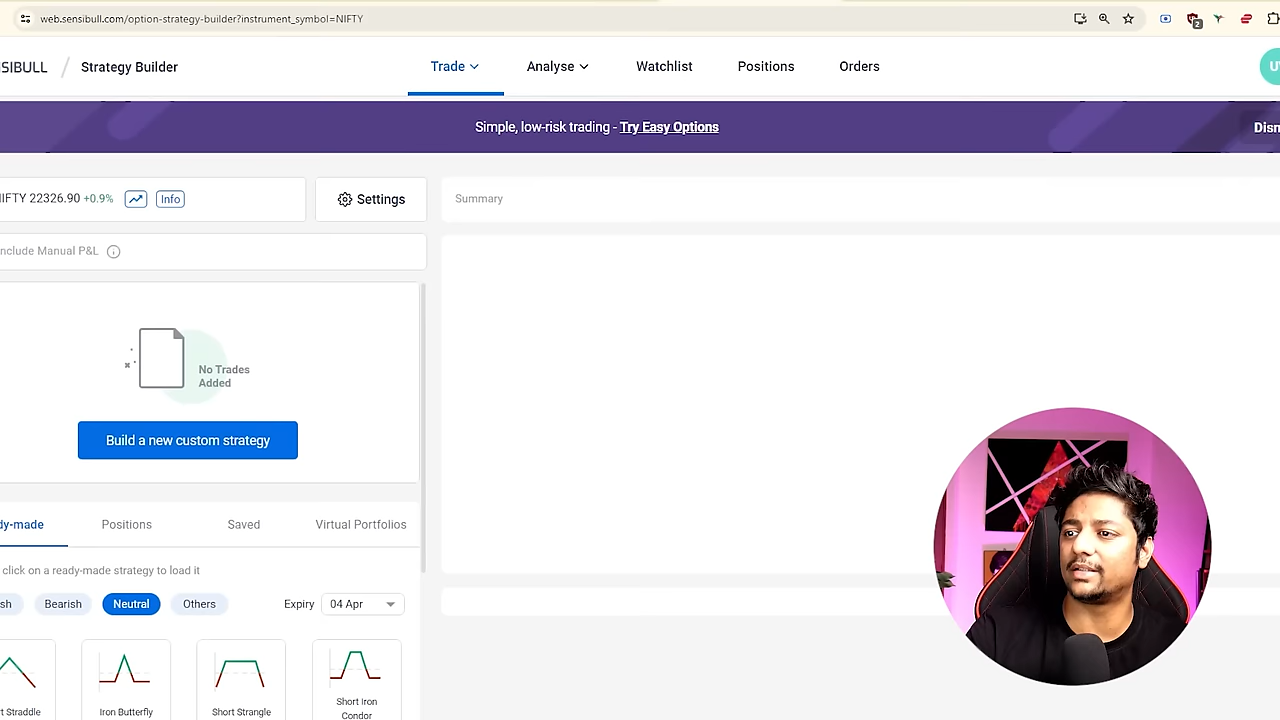 web.sensibull.com/option-strategy-builder?instrument_symbol=NIFTY
2
SIBULL / Strategy Builder
Trade
Analyse
Watchlist
Positions
Orders
U
Simple, low-risk trading - Try Easy Options
Disn
IIFTY 22326.90 +0.9%
Info
Settings
Summary
nclude Manual P&L
No Trades
Added
Build a new custom strategy
dy-made
Positions
Saved
Virtual Portfolios
click on a ready-made strategy to load it
sh
Bearish
Neutral
Others
Expiry
04 Apr
t Straddle
Iron Butterfly
Short Strangle
Short Iron
Condor